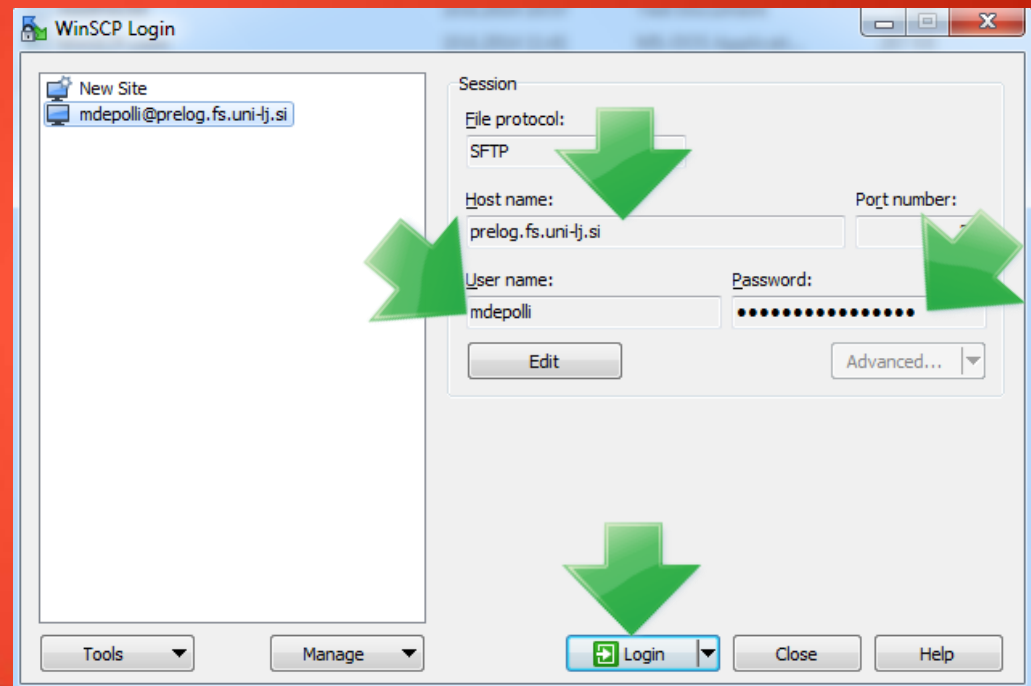 WinSCP Login
New Site
mdepolli@prelog.fs.uni-lj.si
Session
File protocol:
SFTP
Host name:
Port number:
prelog.fs.uni-lj.si
User name:
Password:
mdepolli
••••••••••••••••
Edit
Advanced...
Tools
Manage
Login
Close
Help